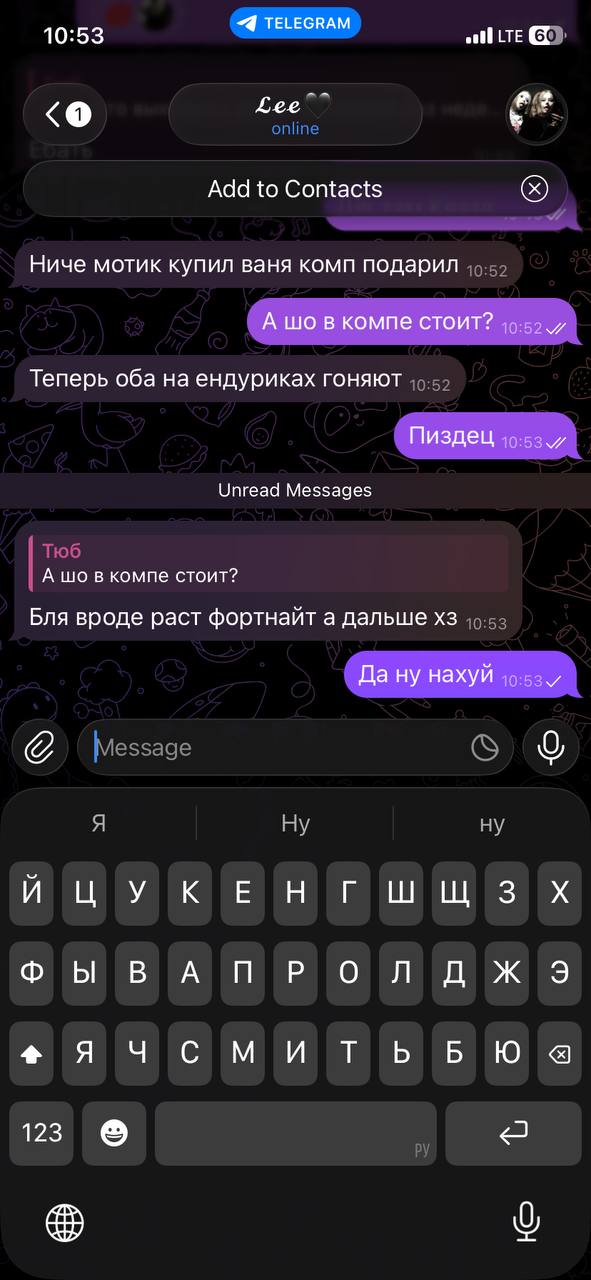 TELEGRAM
10:53
LTE 60
1
Lee🖤
online
Add to Contacts
Ниче мотик купил ваня комп подарил 10:52
А шо в компе стоит? 10:52
Теперь оба на ендуриках гоняют 10:52
Пиздец 10:53
Unread Messages
Тюб
А шо в компе стоит?
Бля вроде раст фортнайт а дальше хз 10:53
Да ну нахуй 10:53
Message
Я Ну ну
Й Ц У К Е Н Г Ш Щ З Х
Ф Ы В А П Р О Л Д Ж Э
Я Ч С М И Т Ь Б Ю
123
РУ